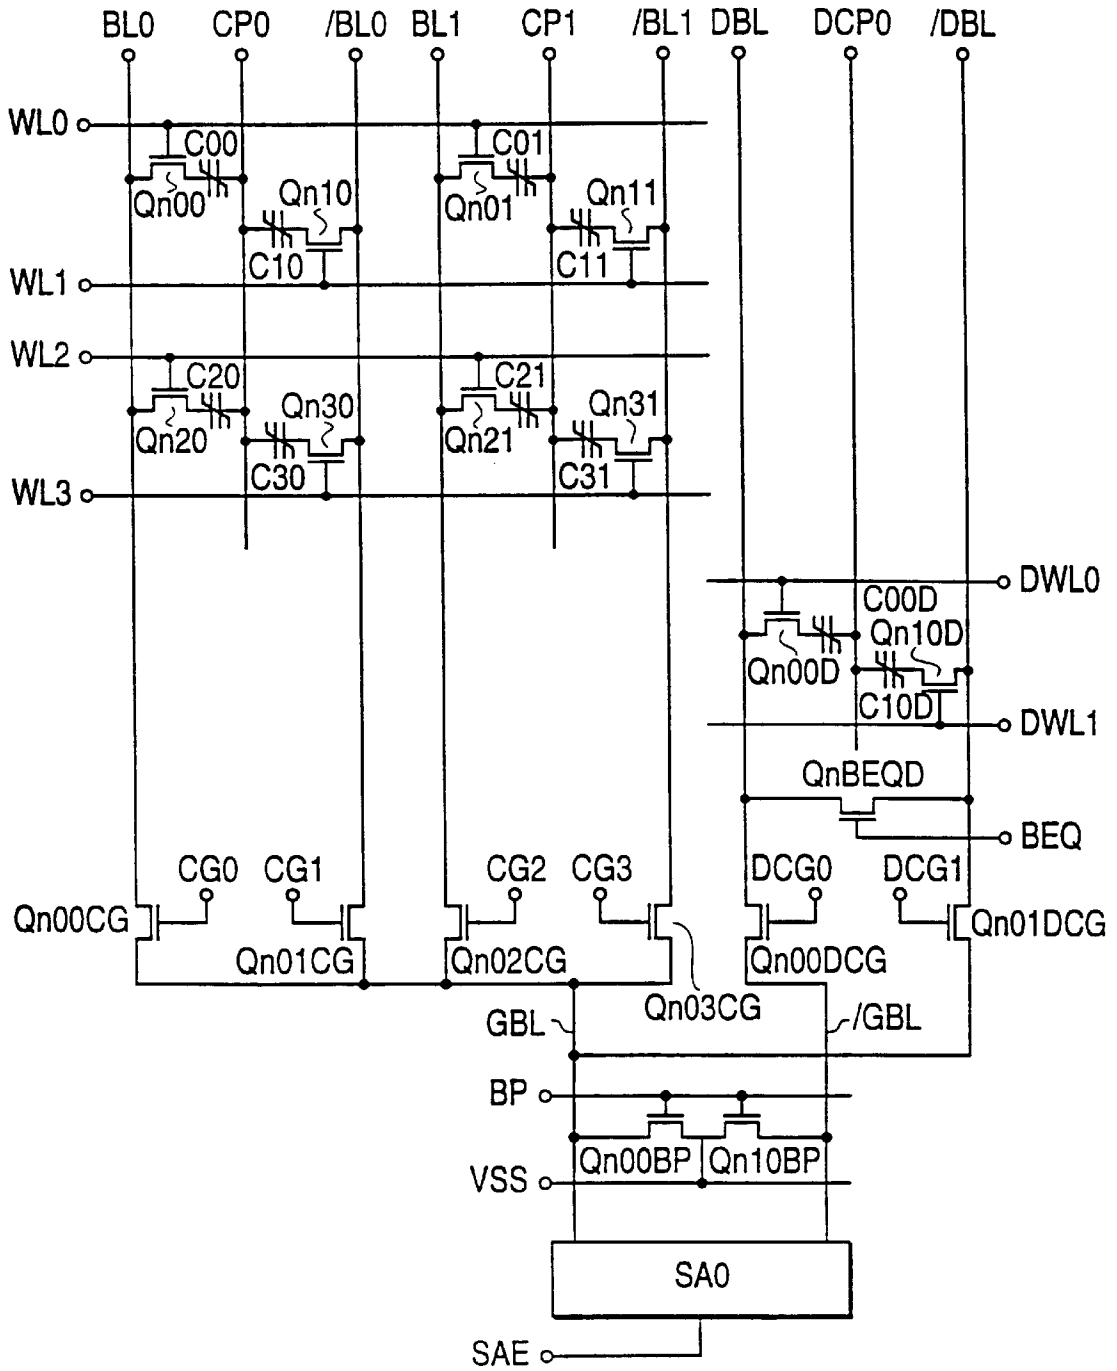 BL0 CP0 /BL0 BL1 CP1 /BL1 DBL DCP0 /DBL
WL0
C00 C01
Qn00 Qn10 Qn01 Qn11
C10 C11
WL1
WL2
C20 C21
Qn20 Qn30 Qn21 Qn31
C30 C31
WL3
DWL0
C00D
Qn10D
Qn00D
C10D
DWL1
QnBEQD
BEQ
CG0 CG1 CG2 CG3 DCG0 DCG1
Qn00CG Qn01DCG
Qn01CG Qn02CG Qn00DCG
Qn03CG
GBL /GBL
BP
Qn00BP Qn10BP
VSS
SA0
SAE